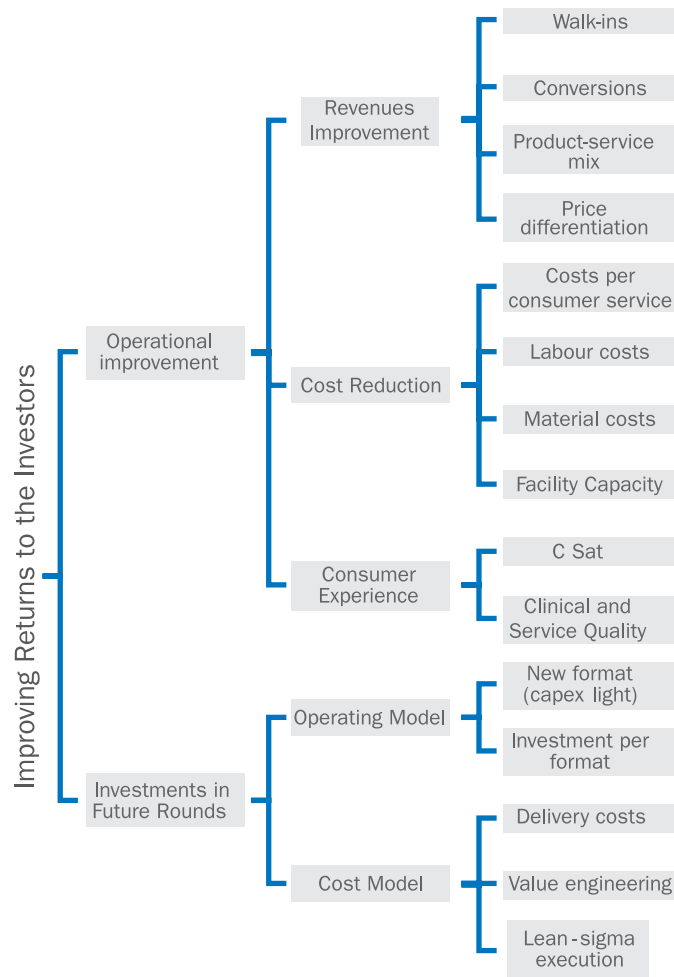 Improving Returns to the Investors
Operational
improvement
Revenues
Improvement
Walk-ins
Conversions
Product-service
mix
Price
differentiation
Cost Reduction
Costs per
consumer service
Labour costs
Material costs
Facility Capacity
Consumer
Experience
C Sat
Clinical and
Service Quality
Investments in
Future Rounds
Operating Model
New format
(capex light)
Investment per
format
Cost Model
Delivery costs
Value engineering
Lean-sigma
execution